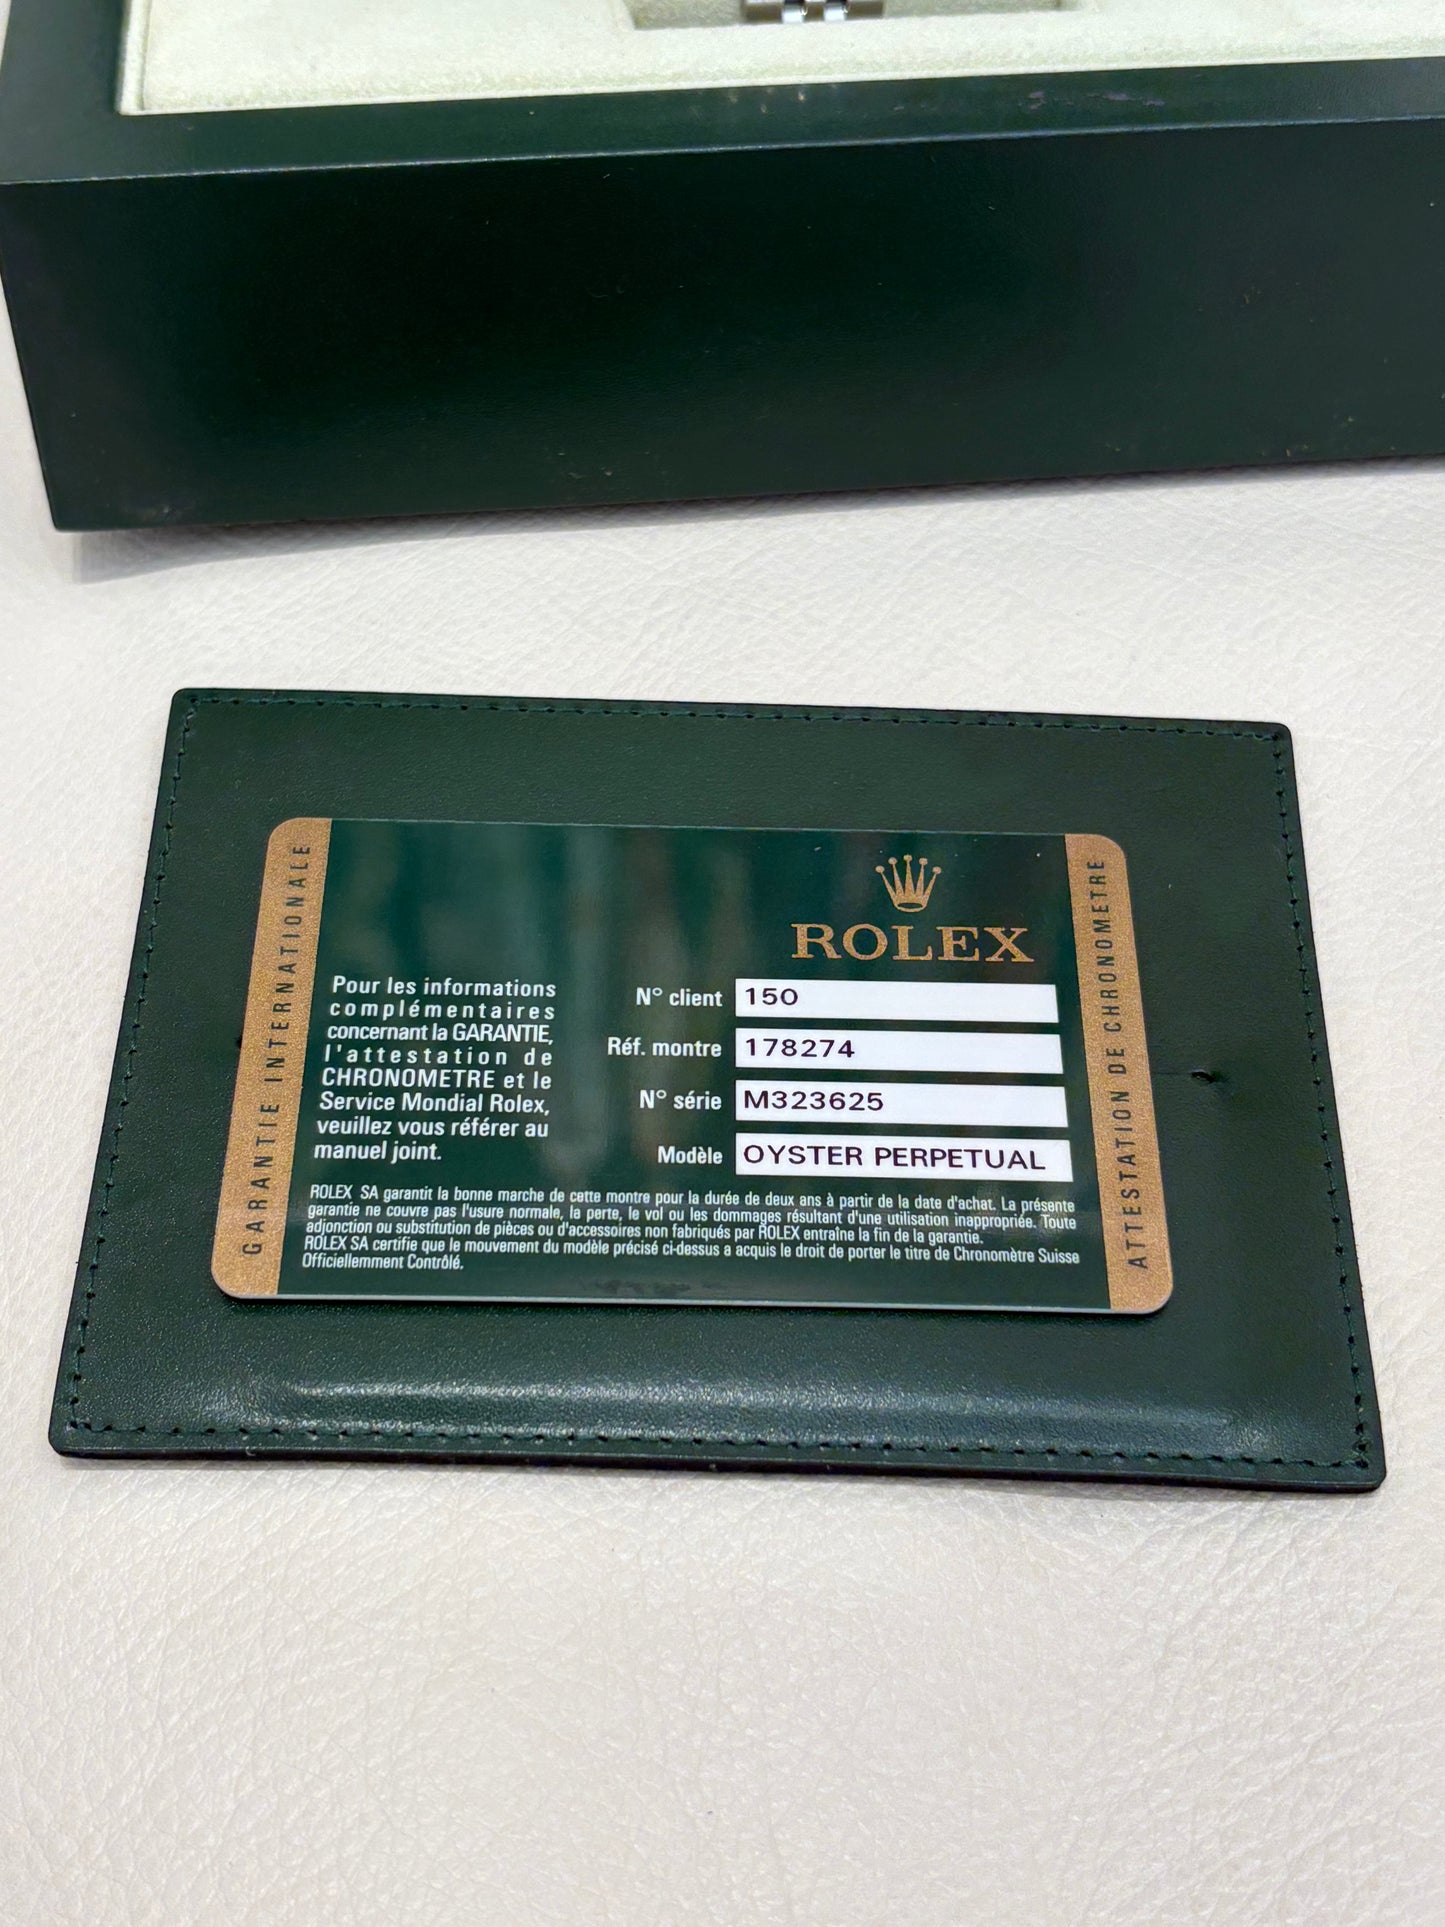 GARANTIE INTERNATIONALE
ROLEX
Pour les informations
complémentaires
concernant la GARANTIE,
l'attestation de
CHRONOMETRE et le
Service Mondial Rolex,
veuillez vous référer au
manuel joint.
N° client 150
Réf. montre 178274
N° série M323625
Modèle OYSTER PERPETUAL
ROLEX SA garantit la bonne marche de cette montre pour la durée de deux ans à partir de la date d'achat. La présente
garantie ne couvre pas l'usure normale, la perte, le vol ou les dommages résultant d'une utilisation inappropriée. Toute
adjonction ou substitution de pièces ou d'accessoires non fabriqués par ROLEX entraîne la fin de la garantie.
ROLEX SA certifie que le mouvement du modèle précisé ci-dessus a acquis le droit de porter le titre de Chronomètre Suisse
Officiellemment Contrôlé.
ATTESTATION DE CHRONOMETRE